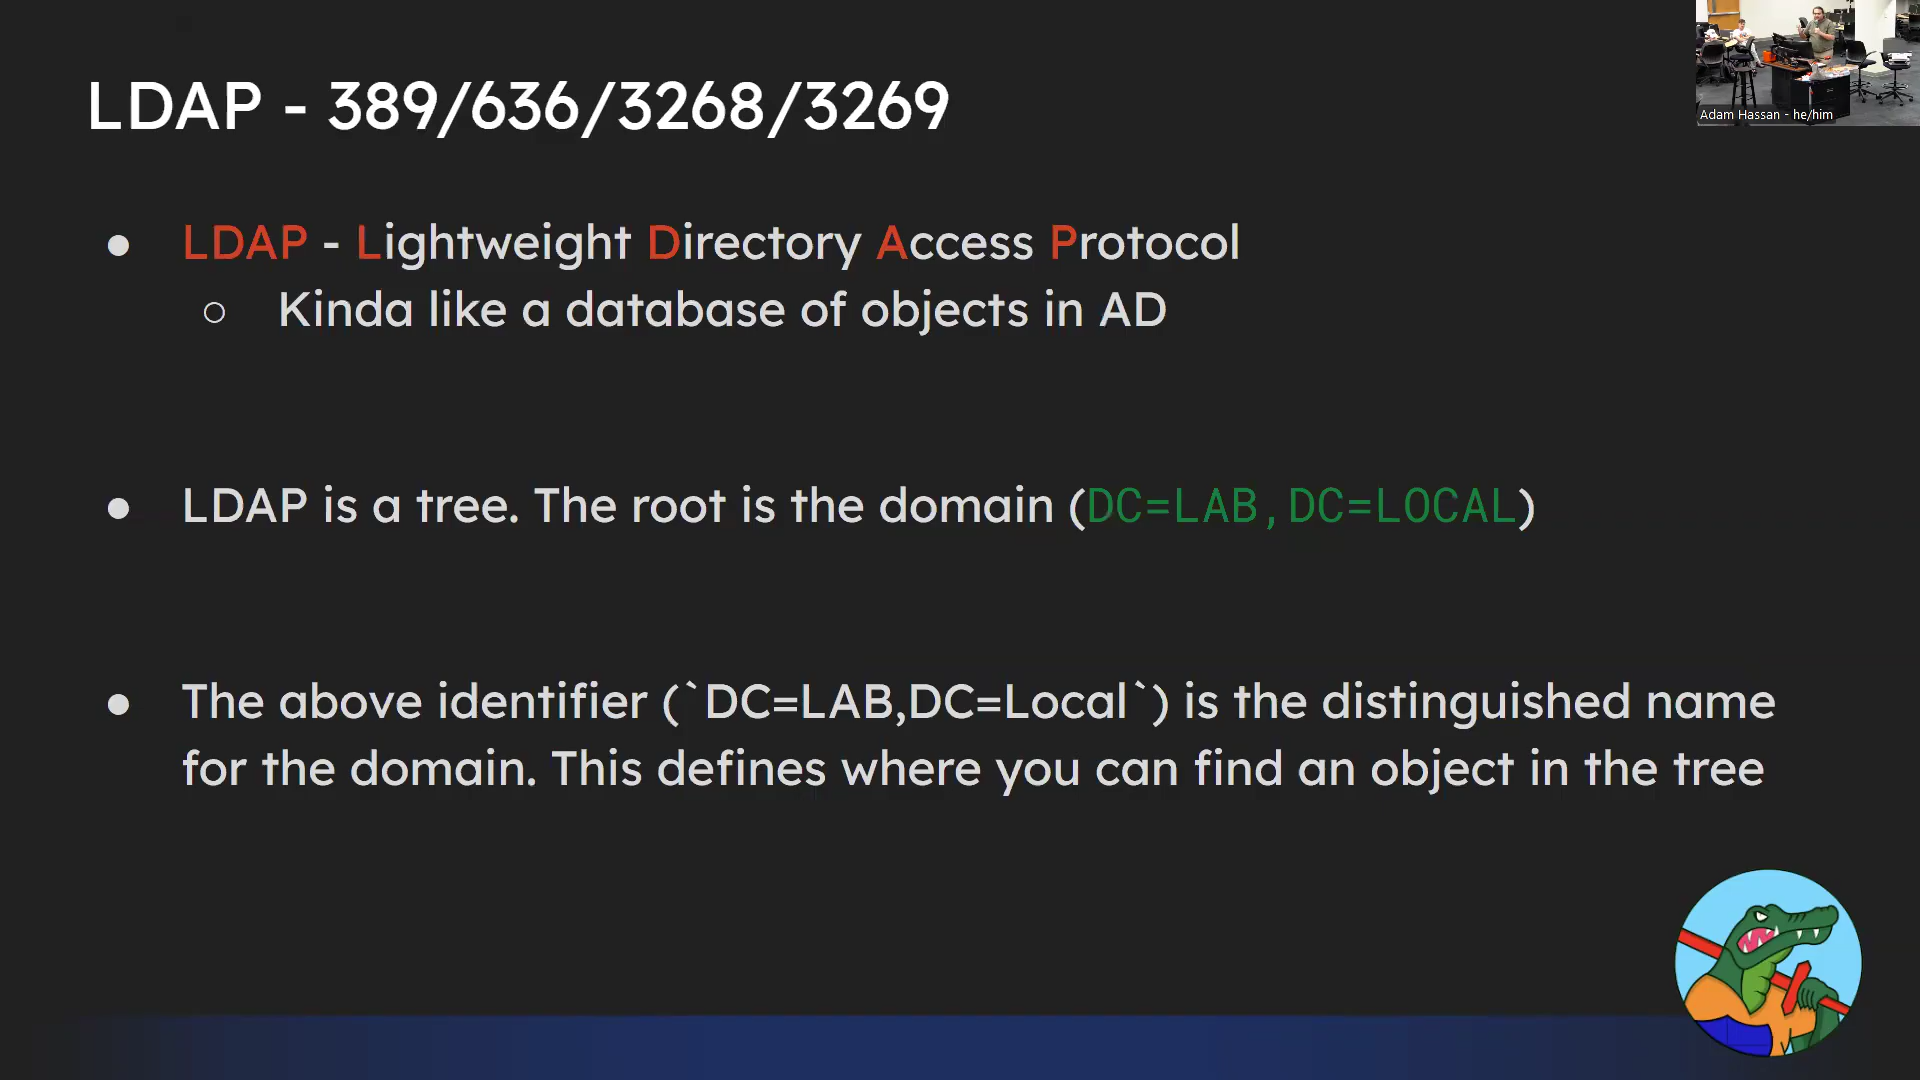 LDAP - 389/636/3268/3269
Adam Hassan - he/him
● LDAP - Lightweight Directory Access Protocol
○ Kinda like a database of objects in AD
● LDAP is a tree. The root is the domain (DC=LAB,DC=LOCAL)
● The above identifier (`DC=LAB,DC=Local`) is the distinguished name
for the domain. This defines where you can find an object in the tree